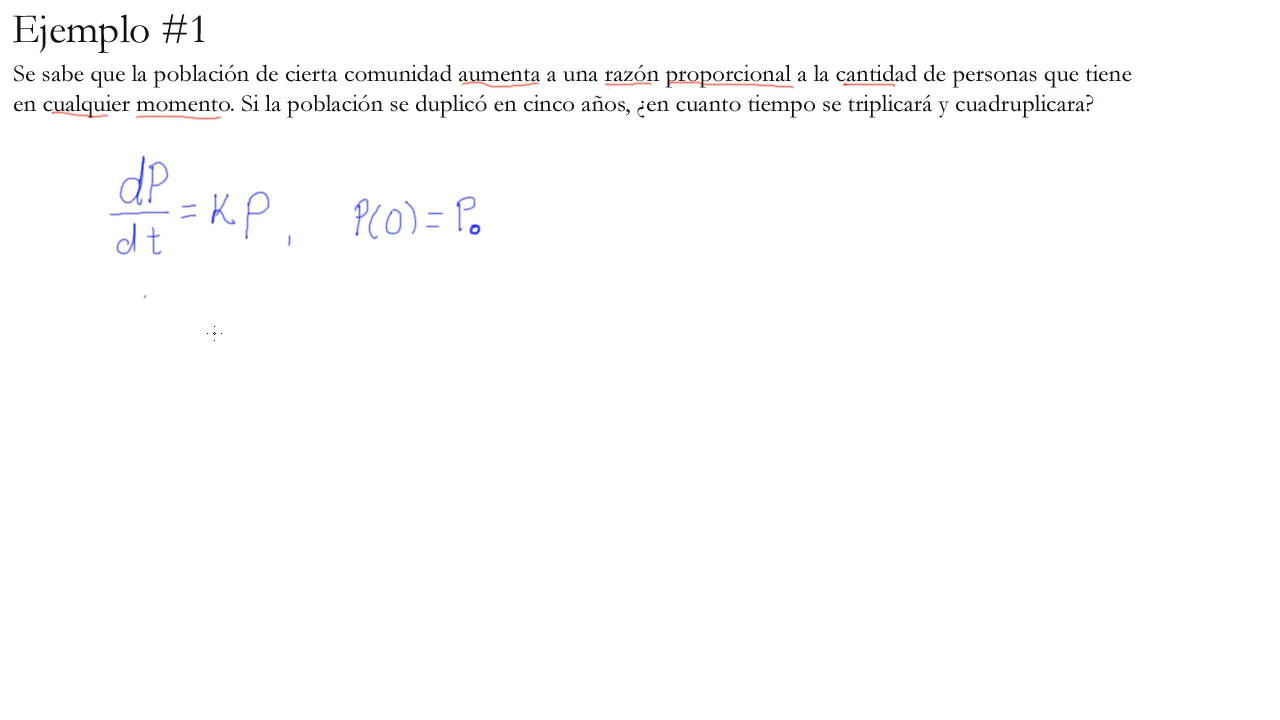 Ejemplo #1
Se sabe que la población de cierta comunidad aumenta a una razón proporcional a la cantidad de personas que tiene
en cualquier momento. Si la población se duplicó en cinco años, ¿en cuanto tiempo se triplicará y cuadruplicara?
dP/dt = KP, P(0) = P₀